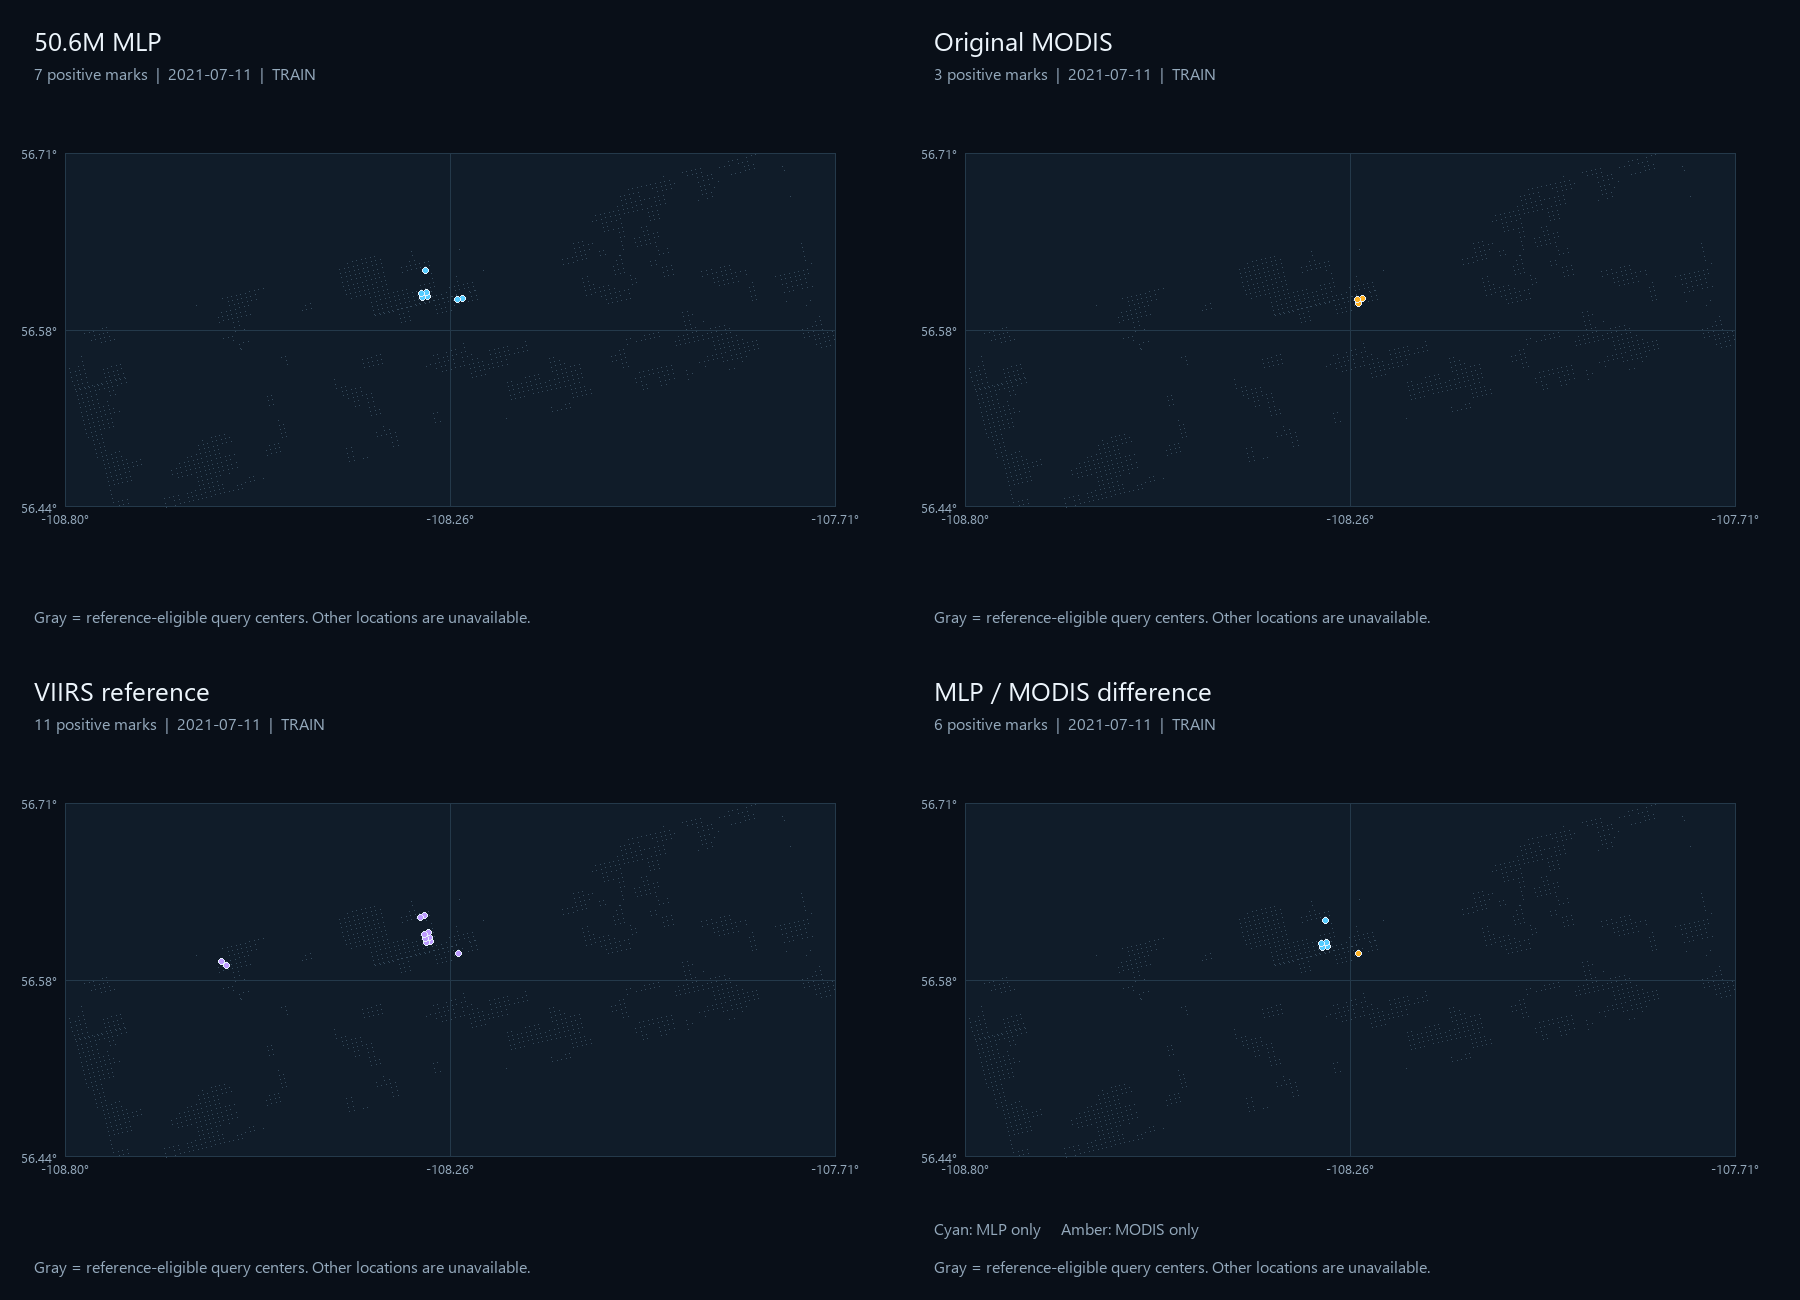 50.6M MLP
7 positive marks | 2021-07-11 | TRAIN
56.71°
56.58°
56.44°
-108.80°
-108.26°
-107.71°
Gray = reference-eligible query centers. Other locations are unavailable.
Original MODIS
3 positive marks | 2021-07-11 | TRAIN
56.71°
56.58°
56.44°
-108.80°
-108.26°
-107.71°
Gray = reference-eligible query centers. Other locations are unavailable.
VIIRS reference
11 positive marks | 2021-07-11 | TRAIN
56.71°
56.58°
56.44°
-108.80°
-108.26°
-107.71°
Gray = reference-eligible query centers. Other locations are unavailable.
MLP / MODIS difference
6 positive marks | 2021-07-11 | TRAIN
56.71°
56.58°
56.44°
-108.80°
-108.26°
-107.71°
Cyan: MLP only Amber: MODIS only
Gray = reference-eligible query centers. Other locations are unavailable.